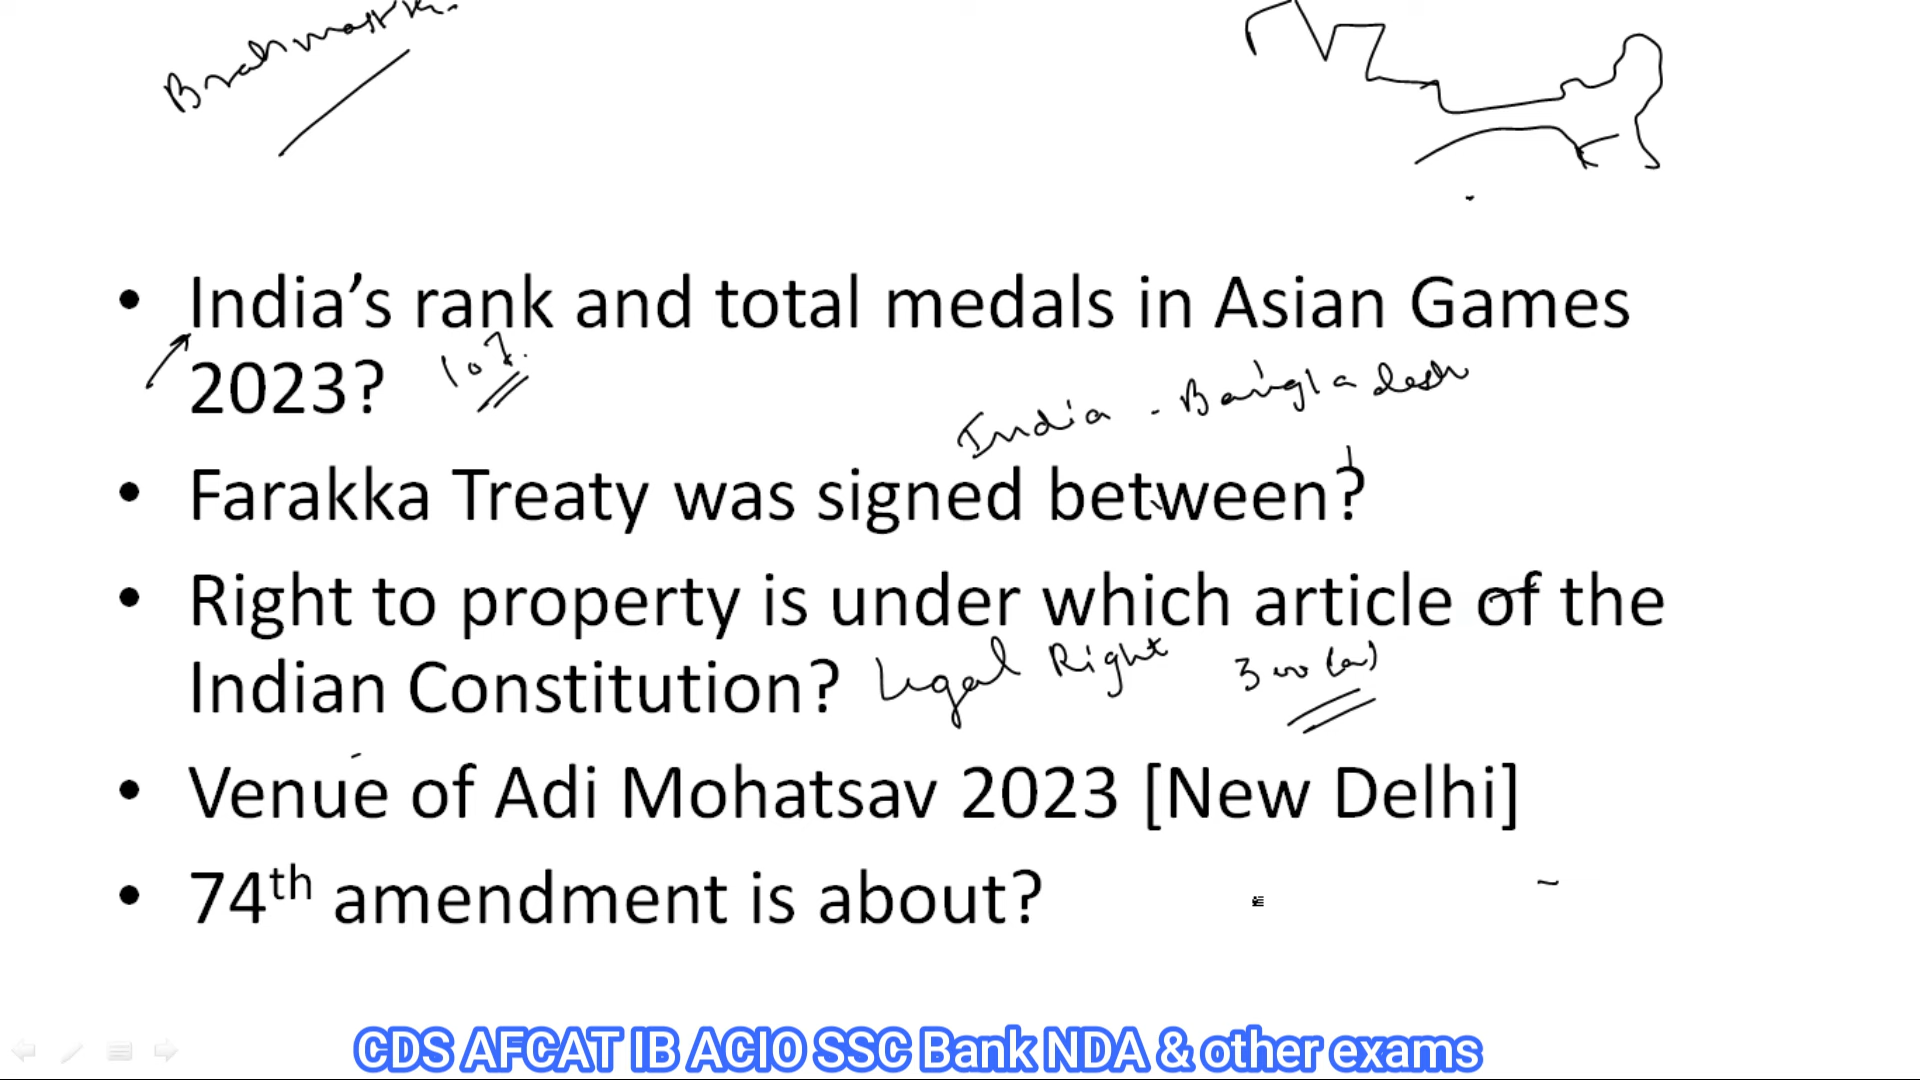 • India’s rank and total medals in Asian Games
2023? 107.
India - Bangladesh
• Farakka Treaty was signed between?
• Right to property is under which article of the
Indian Constitution? Legal Right 300 (a)
• Venue of Adi Mohatsav 2023 [New Delhi]
• 74th amendment is about?
CDS AFCAT IB ACIO SSC Bank NDA & other exams